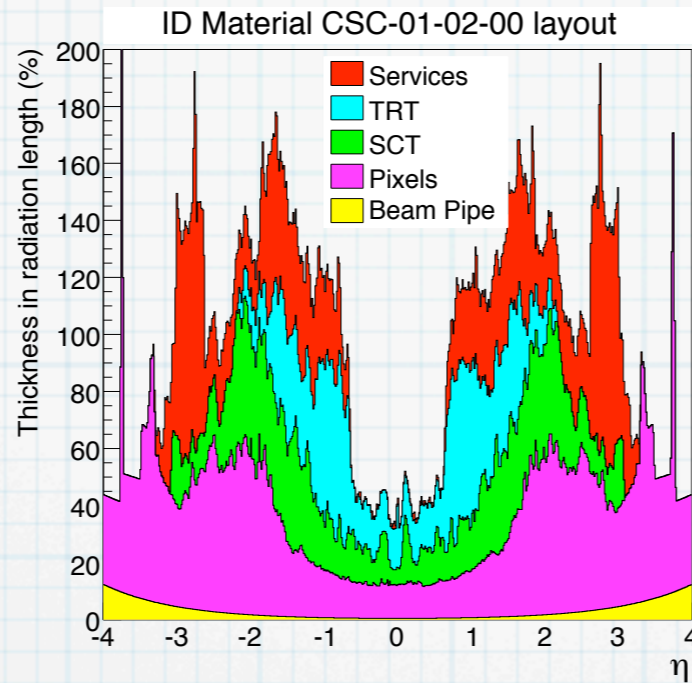 ID Material CSC-01-02-00 layout
Thickness in radiation length (%)
200
180
160
140
120
100
80
60
40
20
0
Services
TRT
SCT
Pixels
Beam Pipe
-4 -3 -2 -1 0 1 2 3 4
η